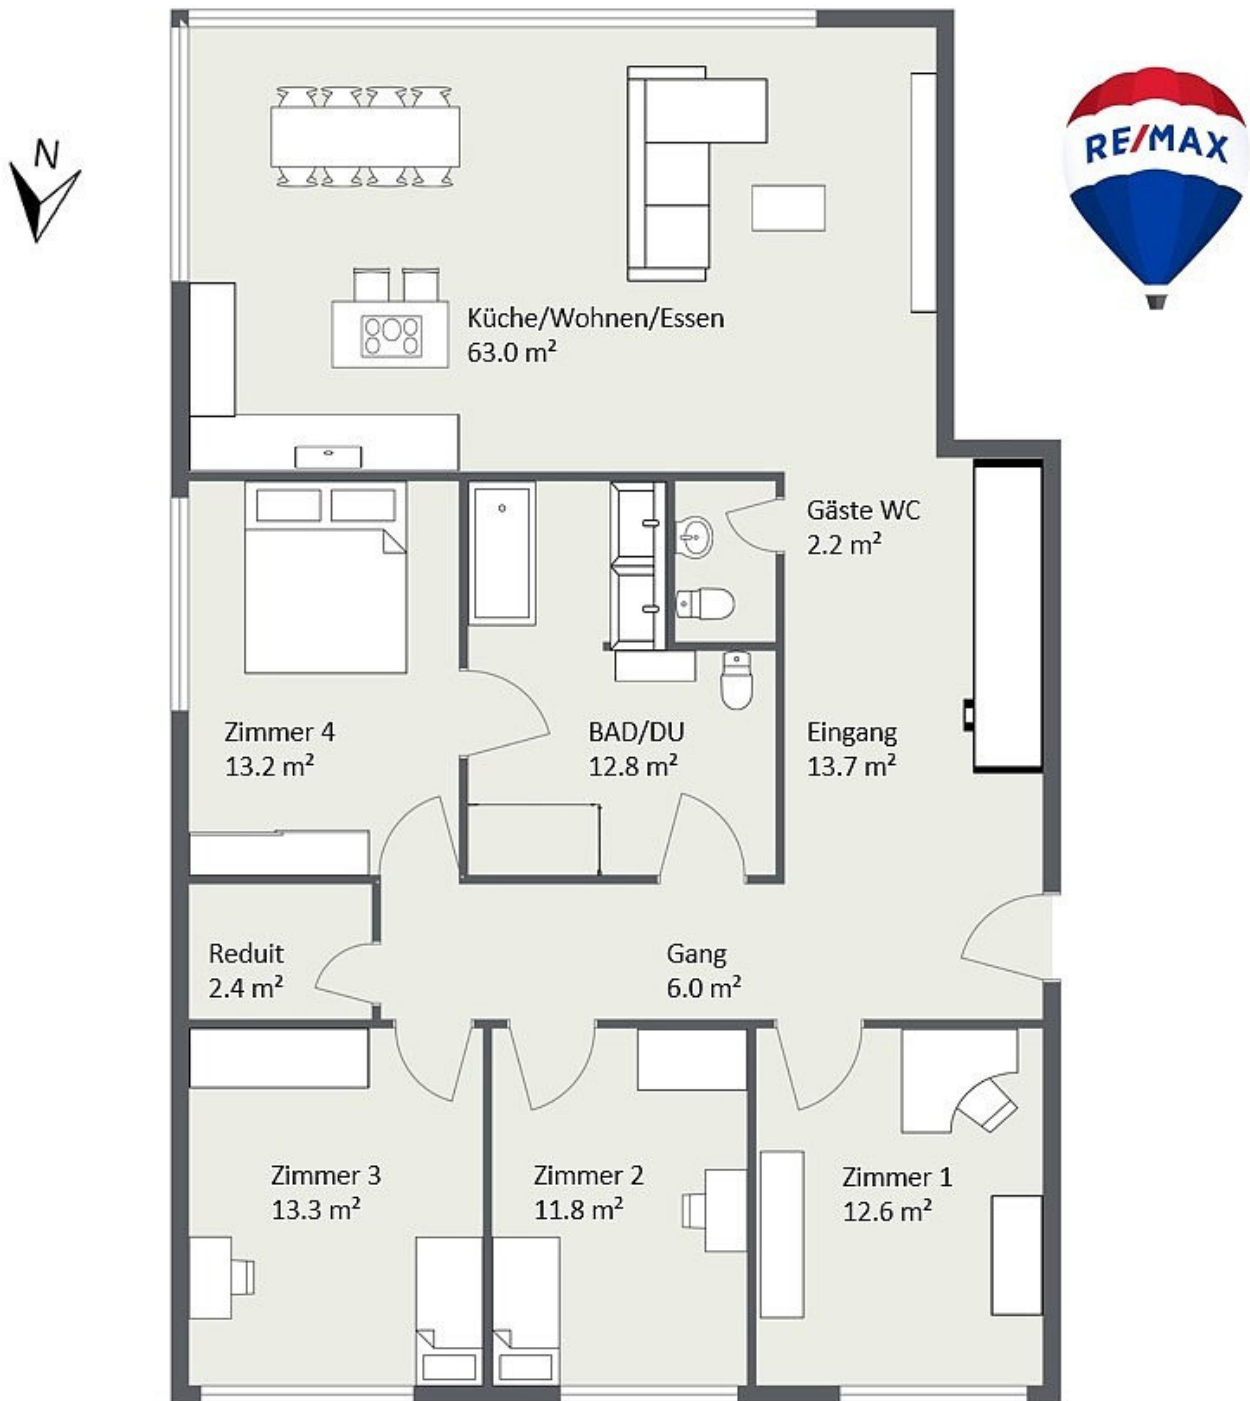 N
RE/MAX
Küche/Wohnen/Essen
63.0 m²
Gäste WC
2.2 m²
Zimmer 4
13.2 m²
BAD/DU
12.8 m²
Eingang
13.7 m²
Reduit
2.4 m²
Gang
6.0 m²
Zimmer 3
13.3 m²
Zimmer 2
11.8 m²
Zimmer 1
12.6 m²